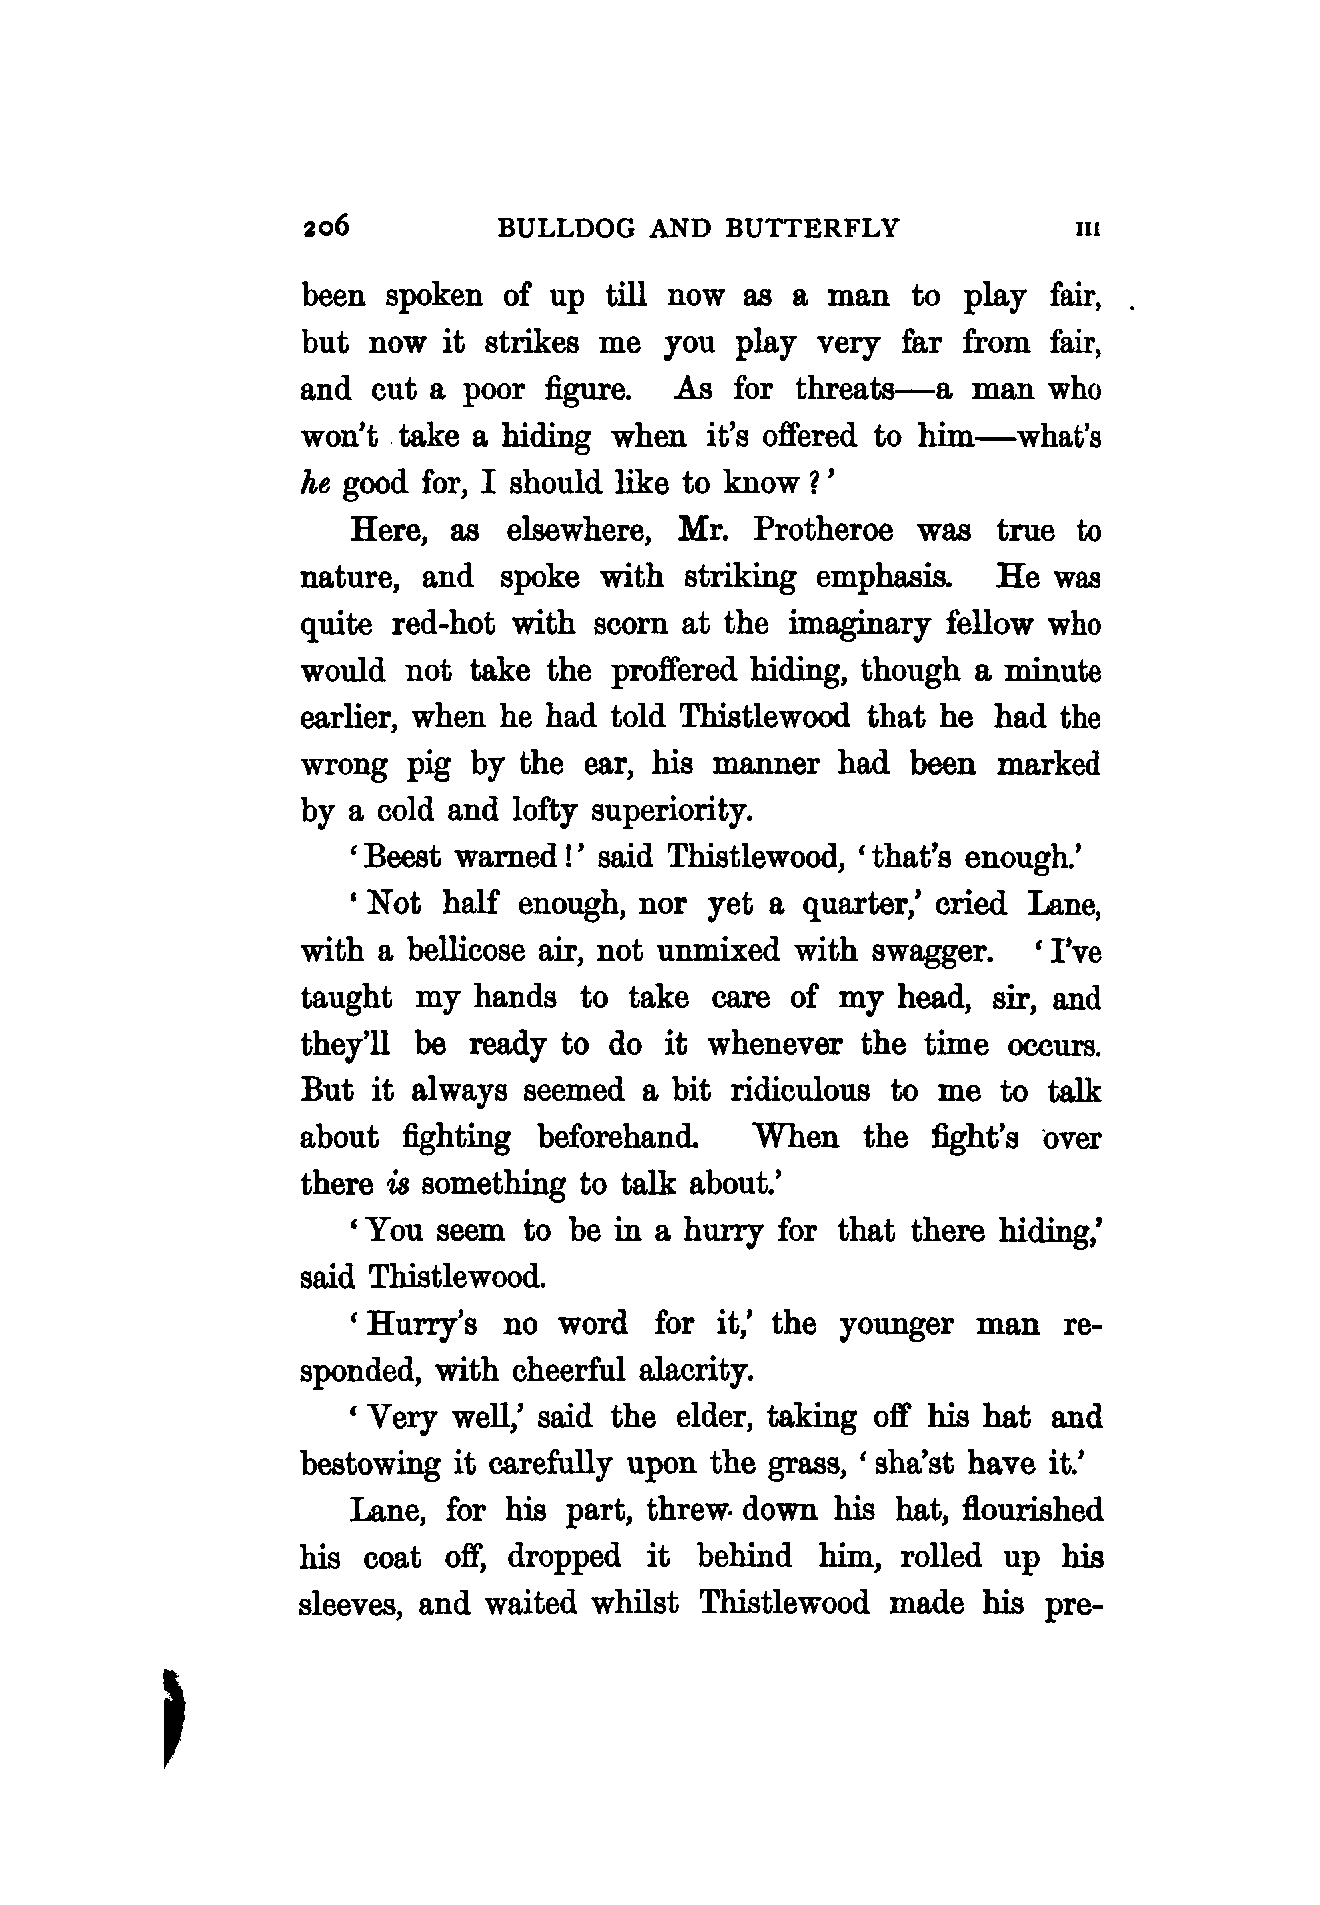 206 BULLDOG AND BUTTERFLY III
been spoken of up till now as a man to play fair,
but now it strikes me you play very far from fair,
and cut a poor figure. As for threats—a man who
won't take a hiding when it's offered to him—what's
he good for, I should like to know?'
Here, as elsewhere, Mr. Protheroe was true to
nature, and spoke with striking emphasis. He was
quite red-hot with scorn at the imaginary fellow who
would not take the proffered hiding, though a minute
earlier, when he had told Thistlewood that he had the
wrong pig by the ear, his manner had been marked
by a cold and lofty superiority.
'Beest warned!' said Thistlewood, 'that's enough.'
'Not half enough, nor yet a quarter,' cried Lane,
with a bellicose air, not unmixed with swagger. 'I've
taught my hands to take care of my head, sir, and
they'll be ready to do it whenever the time occurs.
But it always seemed a bit ridiculous to me to talk
about fighting beforehand. When the fight's over
there is something to talk about.'
'You seem to be in a hurry for that there hiding,'
said Thistlewood.
'Hurry's no word for it,' the younger man re-
sponded, with cheerful alacrity.
'Very well,' said the elder, taking off his hat and
bestowing it carefully upon the grass, 'sha'st have it.'
Lane, for his part, threw down his hat, flourished
his coat off, dropped it behind him, rolled up his
sleeves, and waited whilst Thistlewood made his pre-